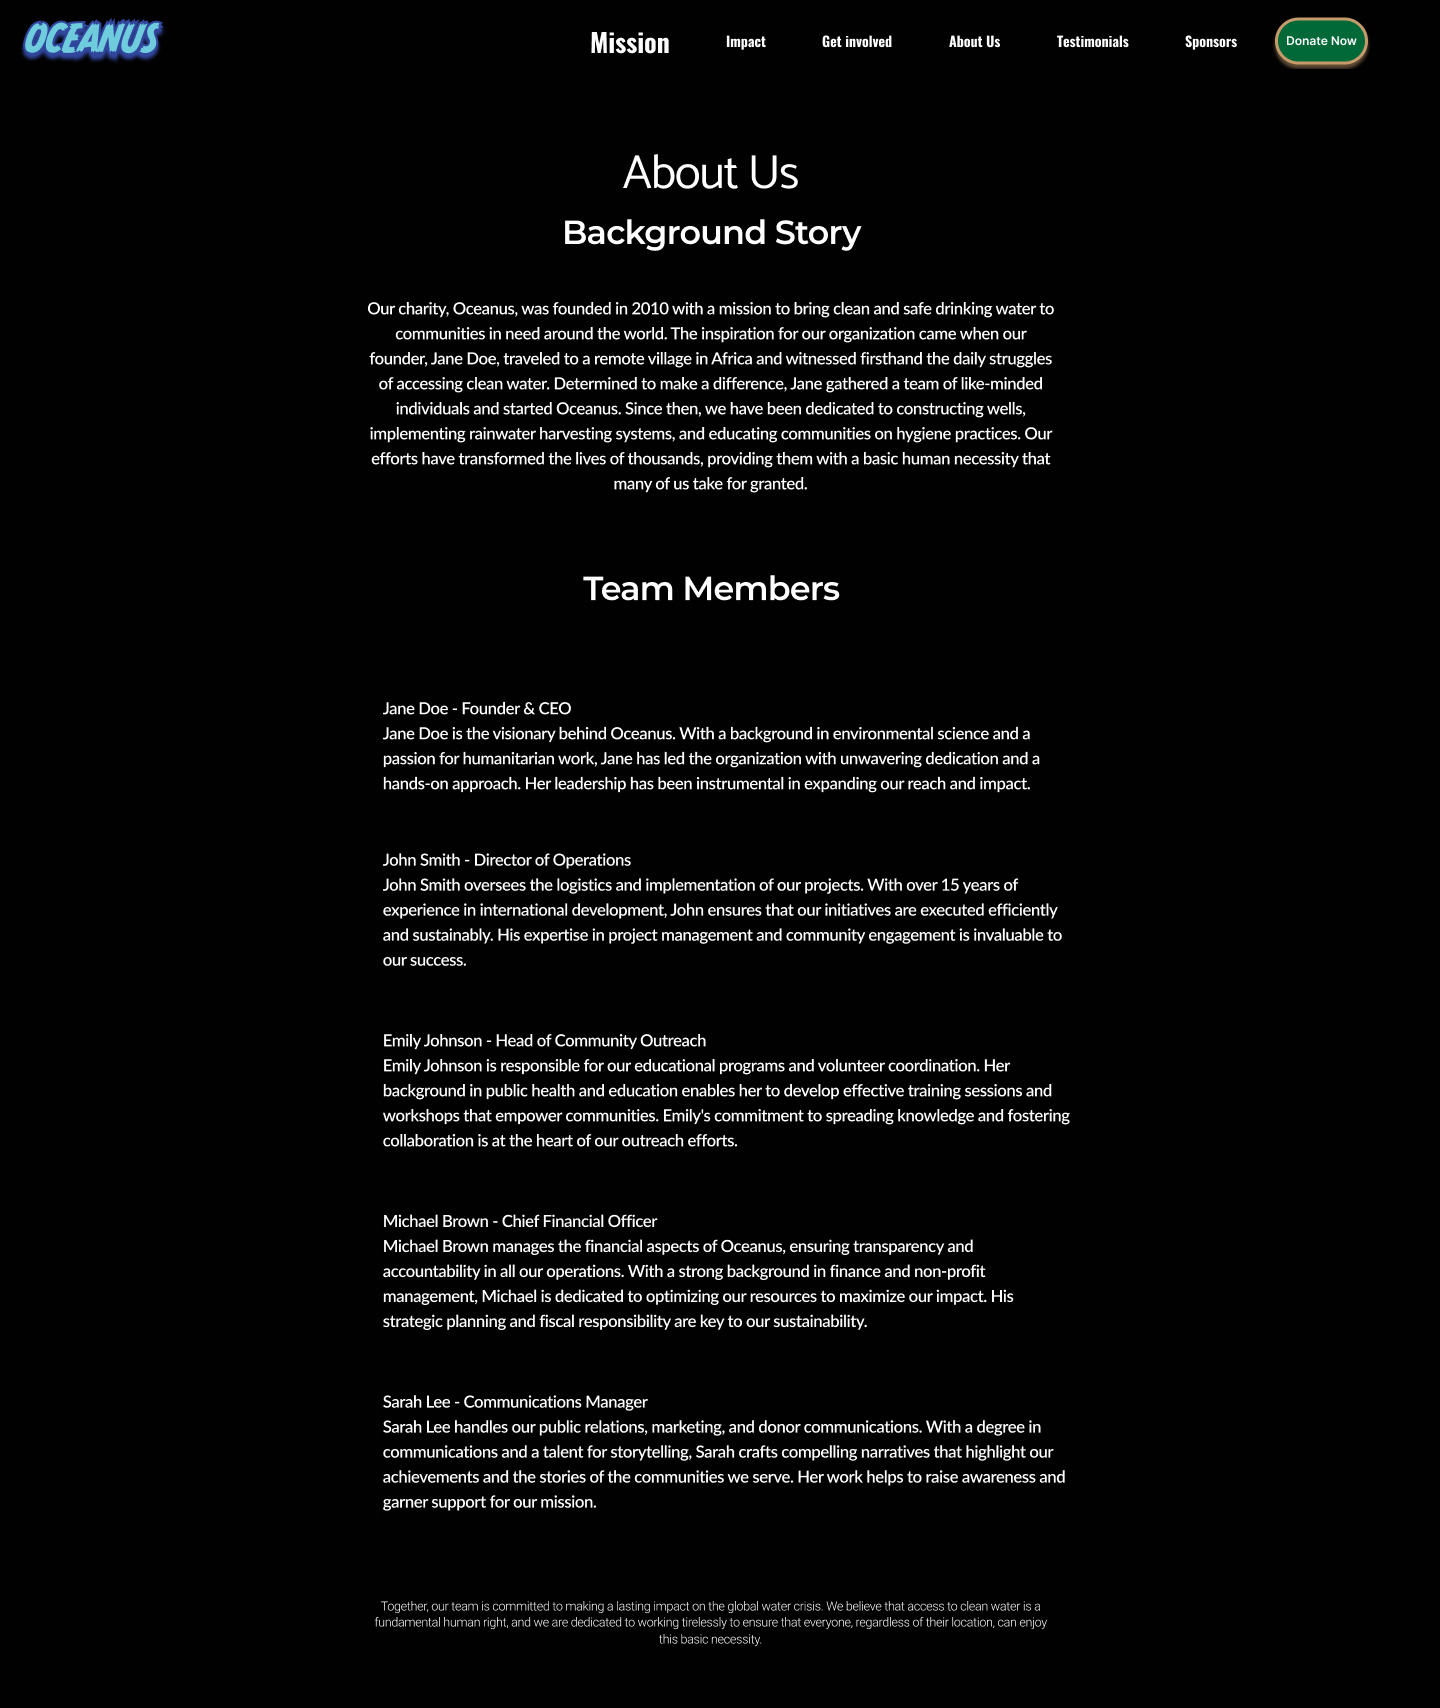 OCEANUS
Mission
Impact
Get involved
About Us
Testimonials
Sponsors
Donate Now
About Us
Background Story
Our charity, Oceanus, was founded in 2010 with a mission to bring clean and safe drinking water to
communities in need around the world. The inspiration for our organization came when our
founder, Jane Doe, traveled to a remote village in Africa and witnessed firsthand the daily struggles
of accessing clean water. Determined to make a difference, Jane gathered a team of like-minded
individuals and started Oceanus. Since then, we have been dedicated to constructing wells,
implementing rainwater harvesting systems, and educating communities on hygiene practices. Our
efforts have transformed the lives of thousands, providing them with a basic human necessity that
many of us take for granted.
Team Members
Jane Doe - Founder & CEO
Jane Doe is the visionary behind Oceanus. With a background in environmental science and a
passion for humanitarian work, Jane has led the organization with unwavering dedication and a
hands-on approach. Her leadership has been instrumental in expanding our reach and impact.
John Smith - Director of Operations
John Smith oversees the logistics and implementation of our projects. With over 15 years of
experience in international development, John ensures that our initiatives are executed efficiently
and sustainably. His expertise in project management and community engagement is invaluable to
our success.
Emily Johnson - Head of Community Outreach
Emily Johnson is responsible for our educational programs and volunteer coordination. Her
background in public health and education enables her to develop effective training sessions and
workshops that empower communities. Emily's commitment to spreading knowledge and fostering
collaboration is at the heart of our outreach efforts.
Michael Brown - Chief Financial Officer
Michael Brown manages the financial aspects of Oceanus, ensuring transparency and
accountability in all our operations. With a strong background in finance and non-profit
management, Michael is dedicated to optimizing our resources to maximize our impact. His
strategic planning and fiscal responsibility are key to our sustainability.
Sarah Lee - Communications Manager
Sarah Lee handles our public relations, marketing, and donor communications. With a degree in
communications and a talent for storytelling, Sarah crafts compelling narratives that highlight our
achievements and the stories of the communities we serve. Her work helps to raise awareness and
garner support for our mission.
Together, our team is committed to making a lasting impact on the global water crisis. We believe that access to clean water is a
fundamental human right, and we are dedicated to working tirelessly to ensure that everyone, regardless of their location, can enjoy
this basic necessity.